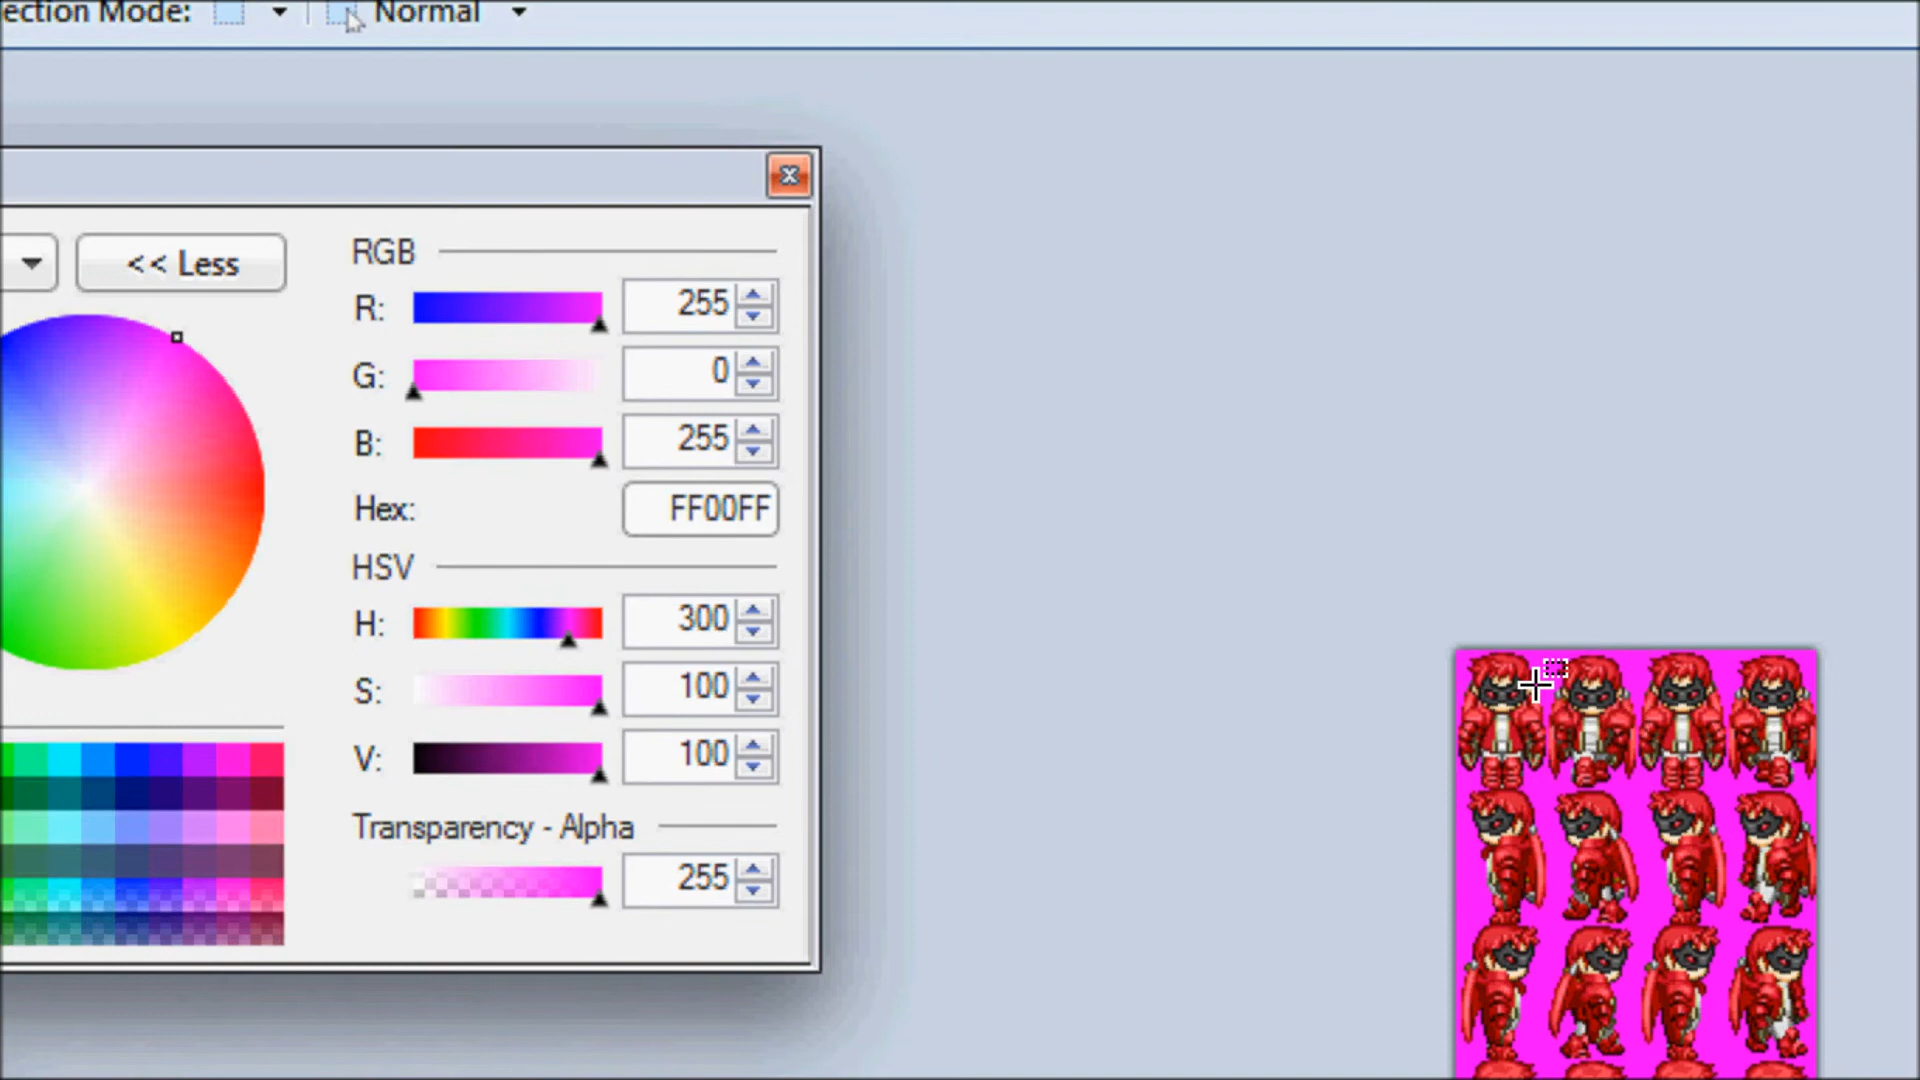 ection Mode: Normal
<< Less
RGB
R: 255
G: 0
B: 255
Hex: FF00FF
HSV
H: 300
S: 100
V: 100
Transparency - Alpha
255